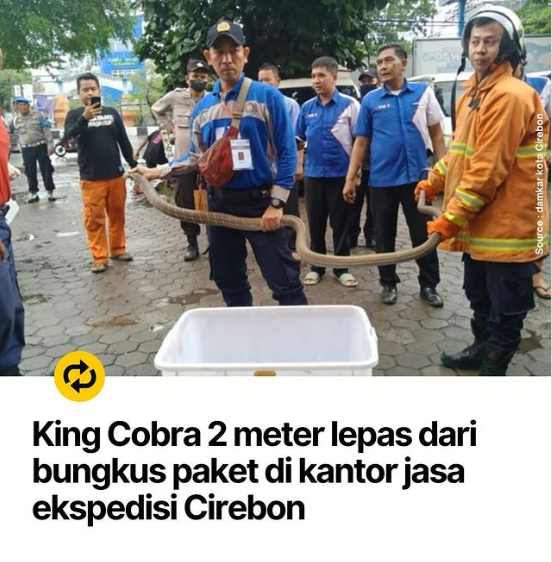 Source : damkar kota Cirebon
King Cobra 2 meter lepas dari
bungkus paket di kantor jasa
ekspedisi Cirebon